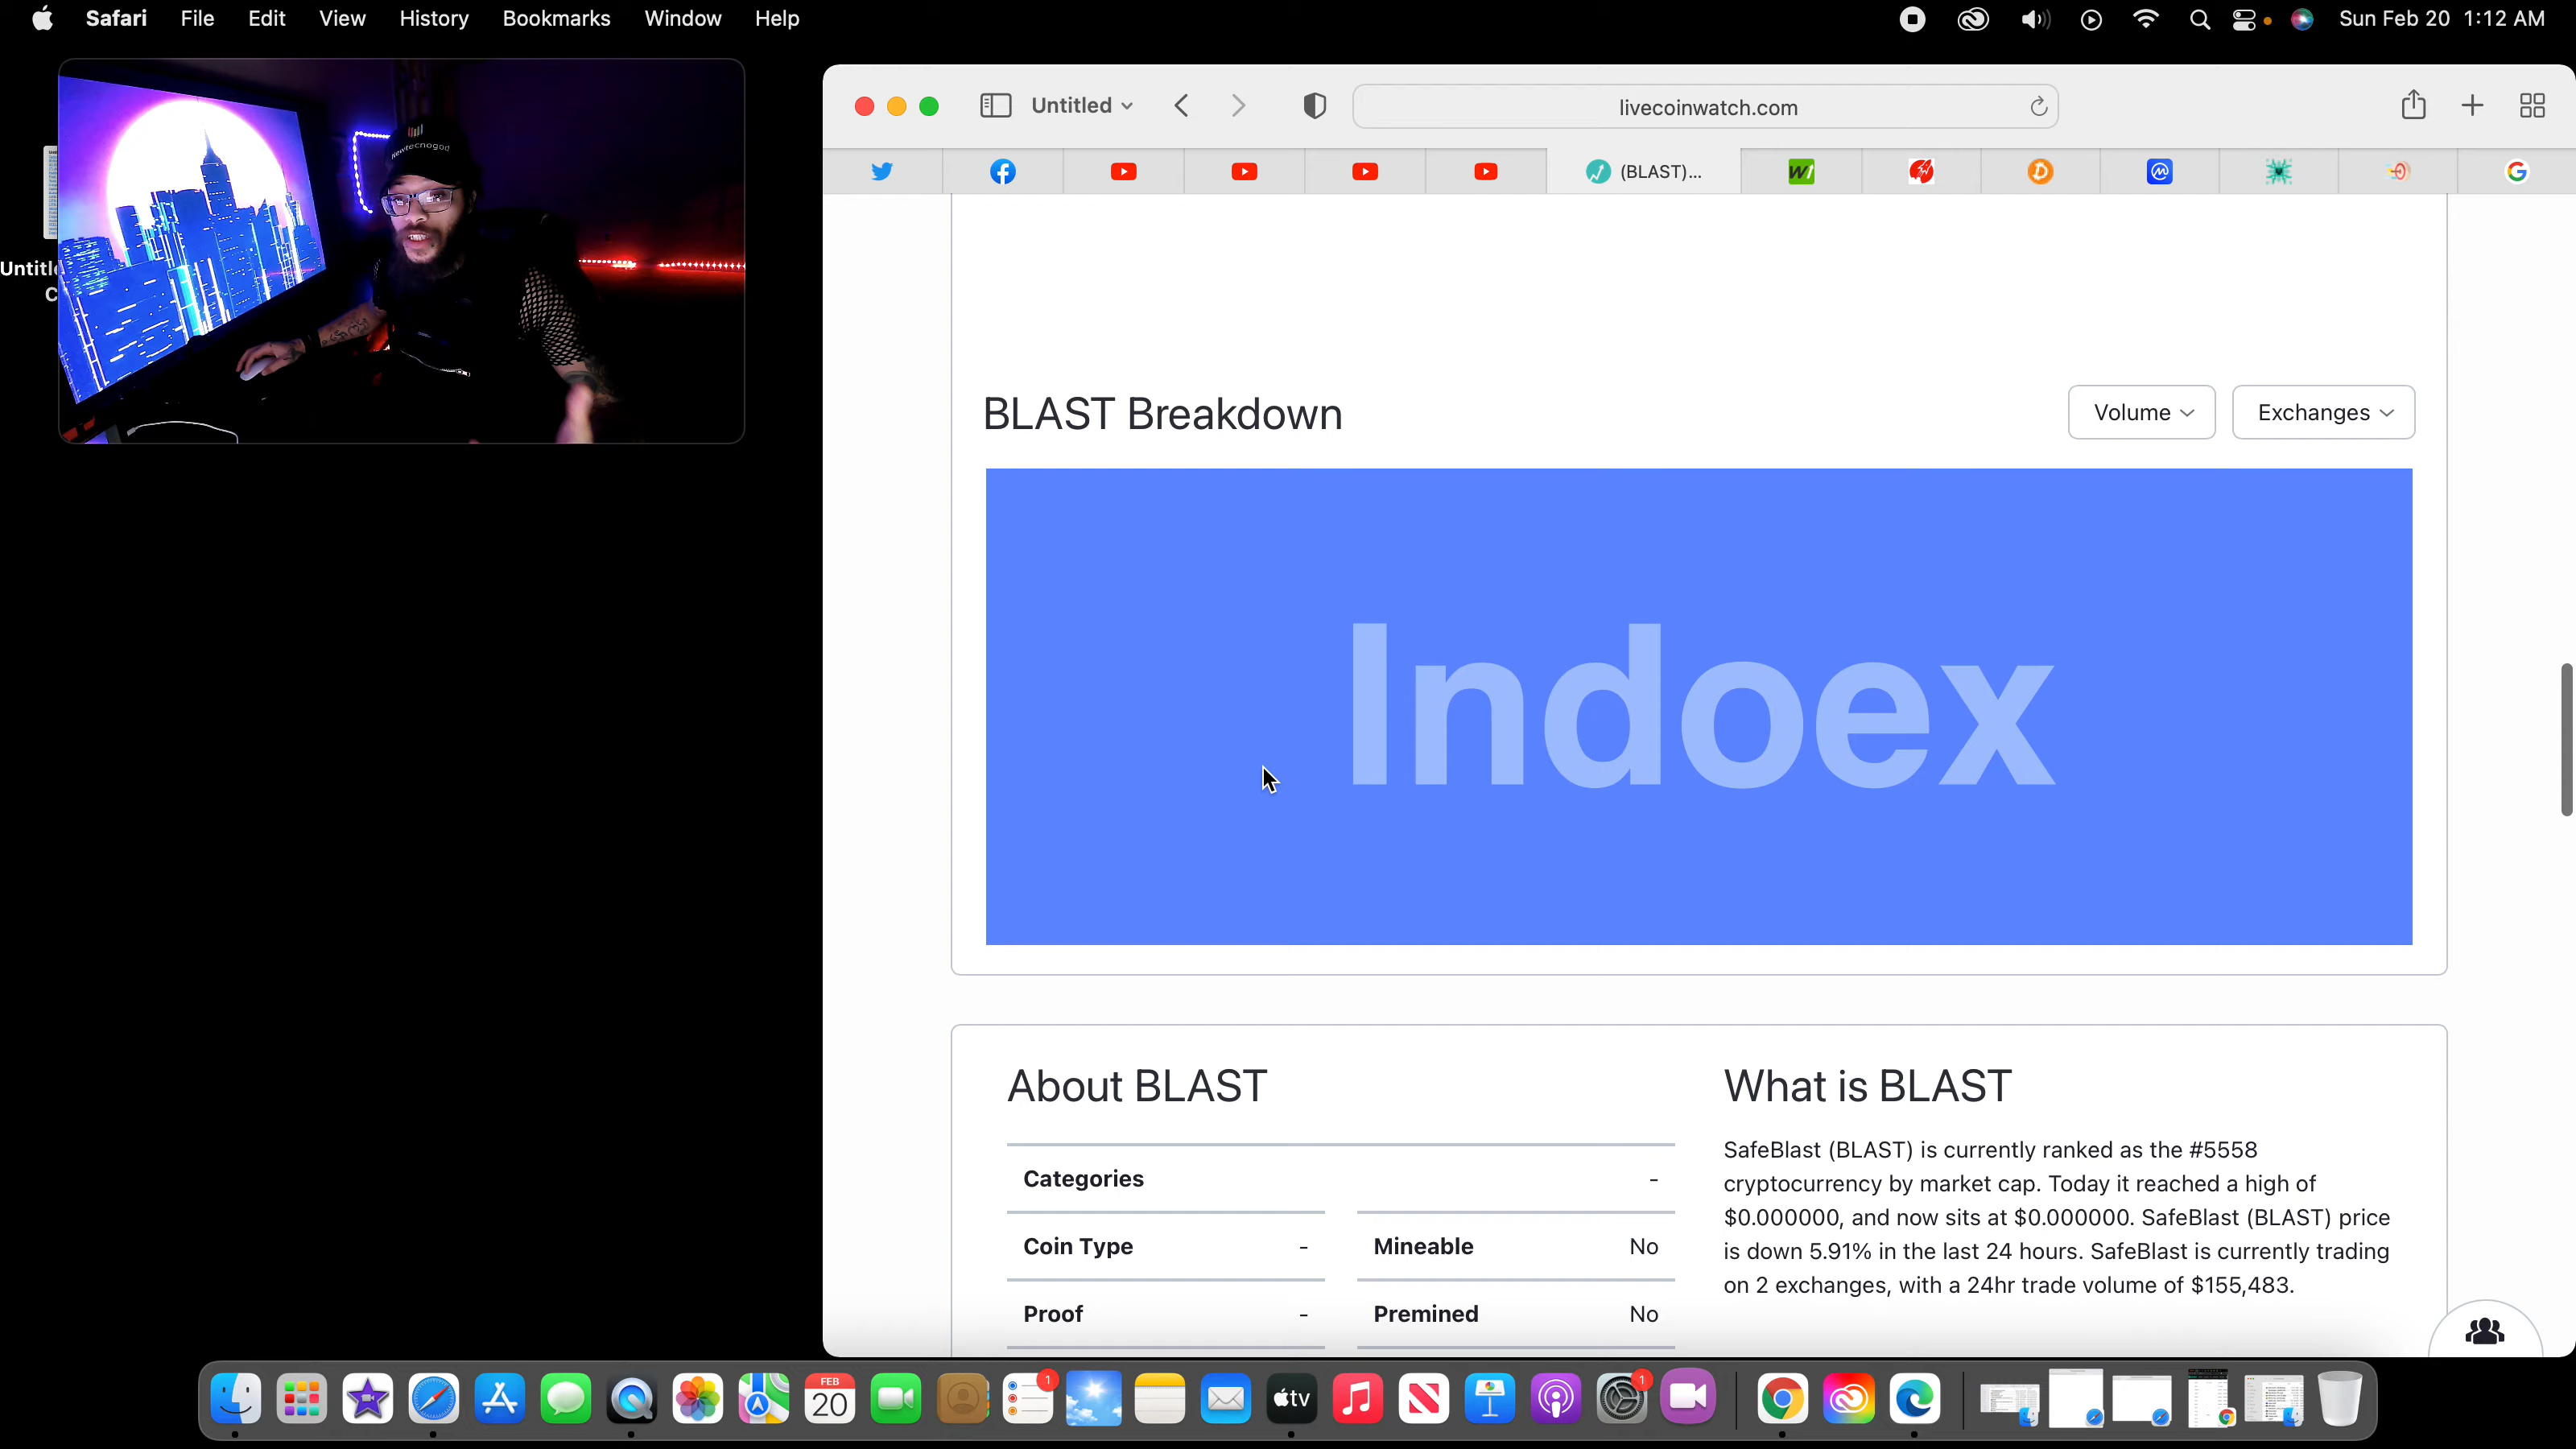 Safari File Edit View History Bookmarks Window Help
Sun Feb 20 1:12 AM
Newtecnogod
Untitled
livecoinwatch.com
(BLAST)...
BLAST Breakdown
Volume
Exchanges
Indoex
About BLAST
Categories -
Coin Type -
Mineable No
Proof -
Premined No
What is BLAST
SafeBlast (BLAST) is currently ranked as the #5558
cryptocurrency by market cap. Today it reached a high of
$0.000000, and now sits at $0.000000. SafeBlast (BLAST) price
is down 5.91% in the last 24 hours. SafeBlast is currently trading
on 2 exchanges, with a 24hr trade volume of $155,483.
FEB
20
1
tv
1